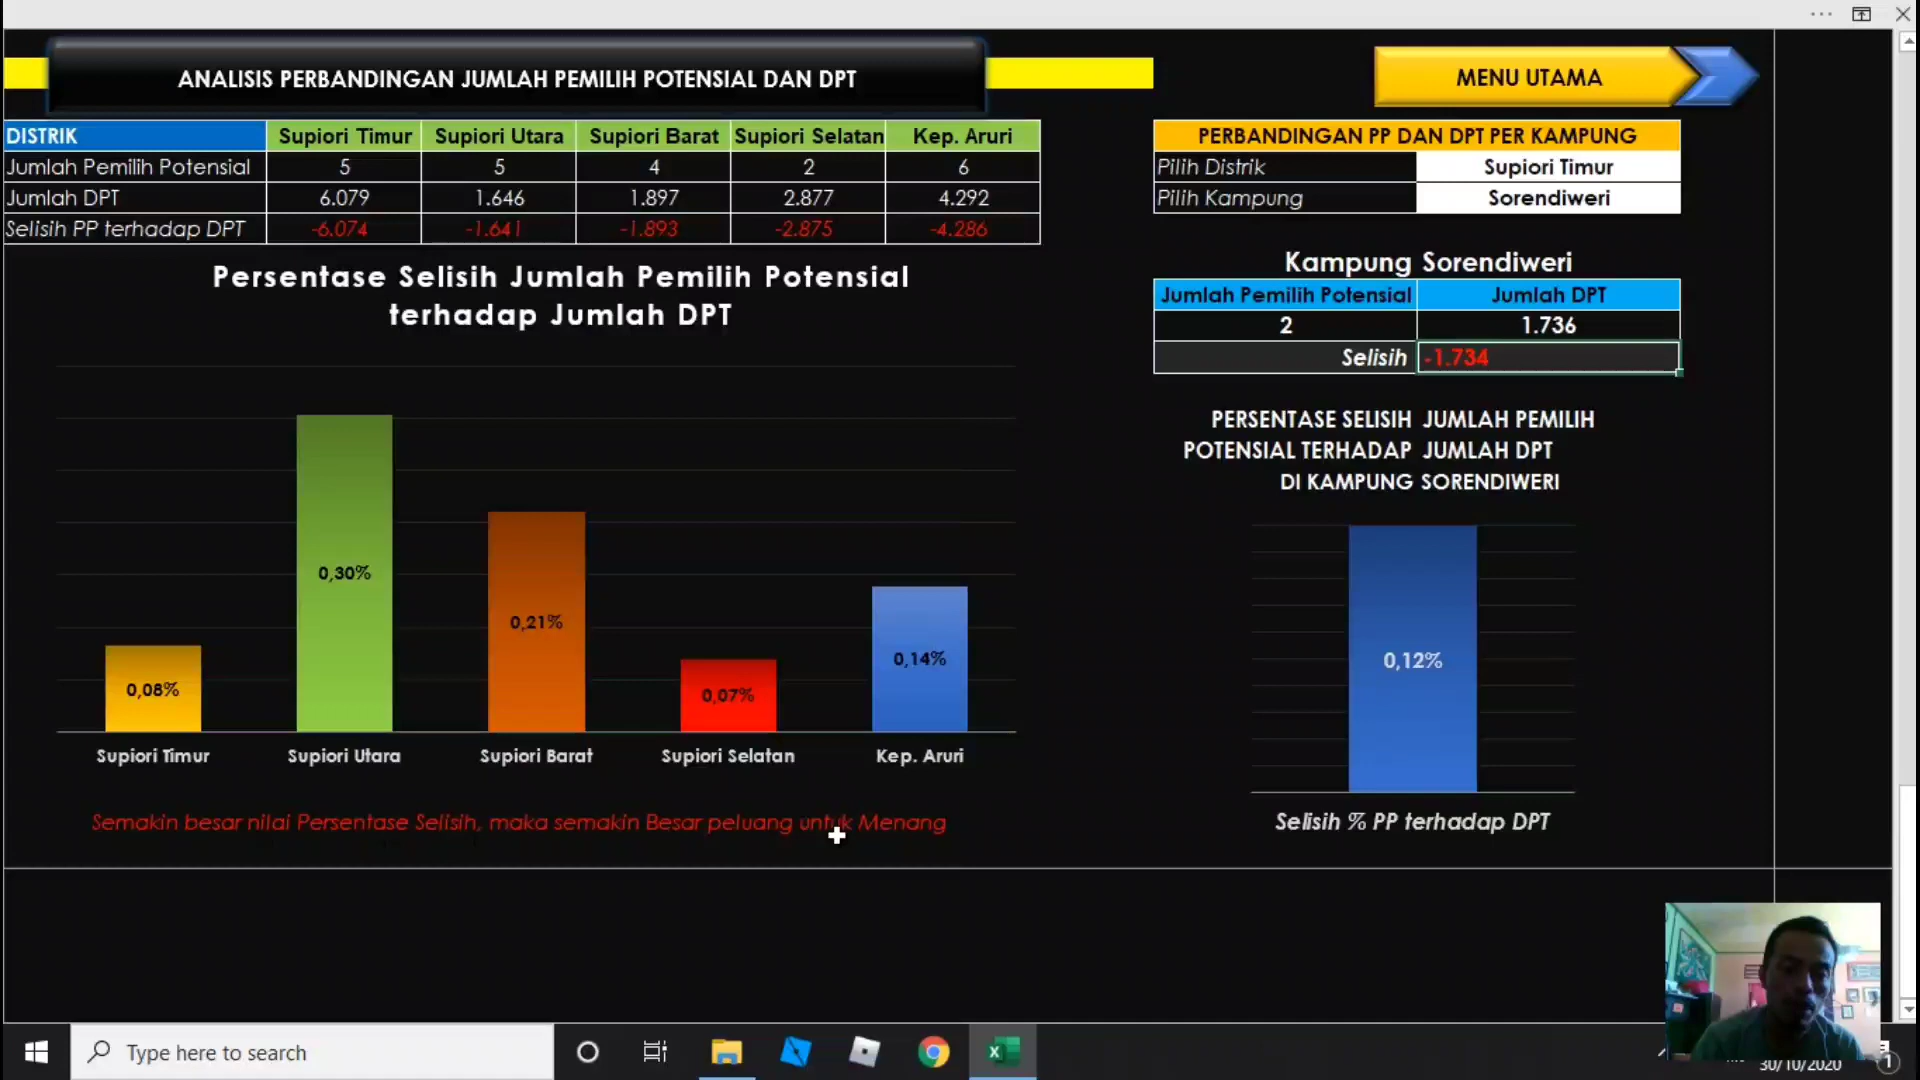 ANALISIS PERBANDINGAN JUMLAH PEMILIH POTENSIAL DAN DPT
MENU UTAMA
DISTRIK Supiori Timur Supiori Utara Supiori Barat Supiori Selatan Kep. Aruri
Jumlah Pemilih Potensial 5 5 4 2 6
Jumlah DPT 6.079 1.646 1.897 2.877 4.292
Selisih PP terhadap DPT -6.074 -1.641 -1.893 -2.875 -4.286
PERBANDINGAN PP DAN DPT PER KAMPUNG
Pilih Distrik Supiori Timur
Pilih Kampung Sorendiweri
Kampung Sorendiweri
Jumlah Pemilih Potensial Jumlah DPT
2 1.736
Selisih -1.734
Persentase Selisih Jumlah Pemilih Potensial
terhadap Jumlah DPT
0,08% 0,30% 0,21% 0,07% 0,14%
Supiori Timur Supiori Utara Supiori Barat Supiori Selatan Kep. Aruri
Semakin besar nilai Persentase Selisih, maka semakin Besar peluang untuk Menang
PERSENTASE SELISIH JUMLAH PEMILIH
POTENSIAL TERHADAP JUMLAH DPT
DI KAMPUNG SORENDIWERI
0,12%
Selisih % PP terhadap DPT
Type here to search
30/10/2020
1